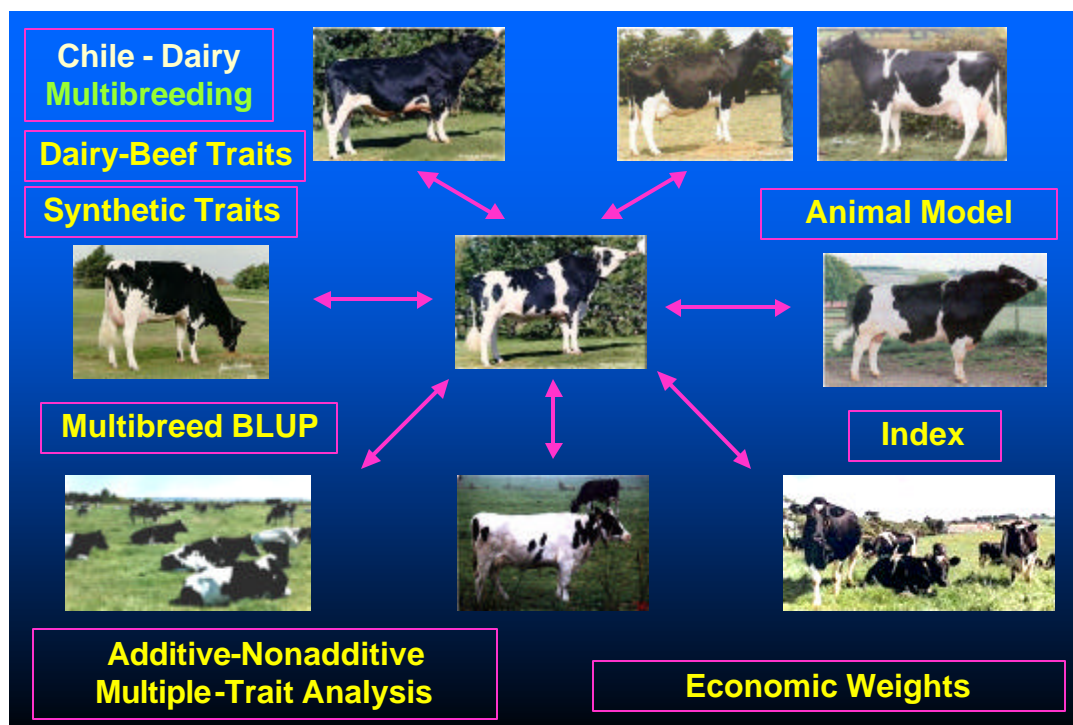 Chile - Dairy
Multibreeding
Dairy-Beef Traits
Synthetic Traits
Animal Model
Multibreed BLUP
Index
Additive-Nonadditive
Multiple-Trait Analysis
Economic Weights